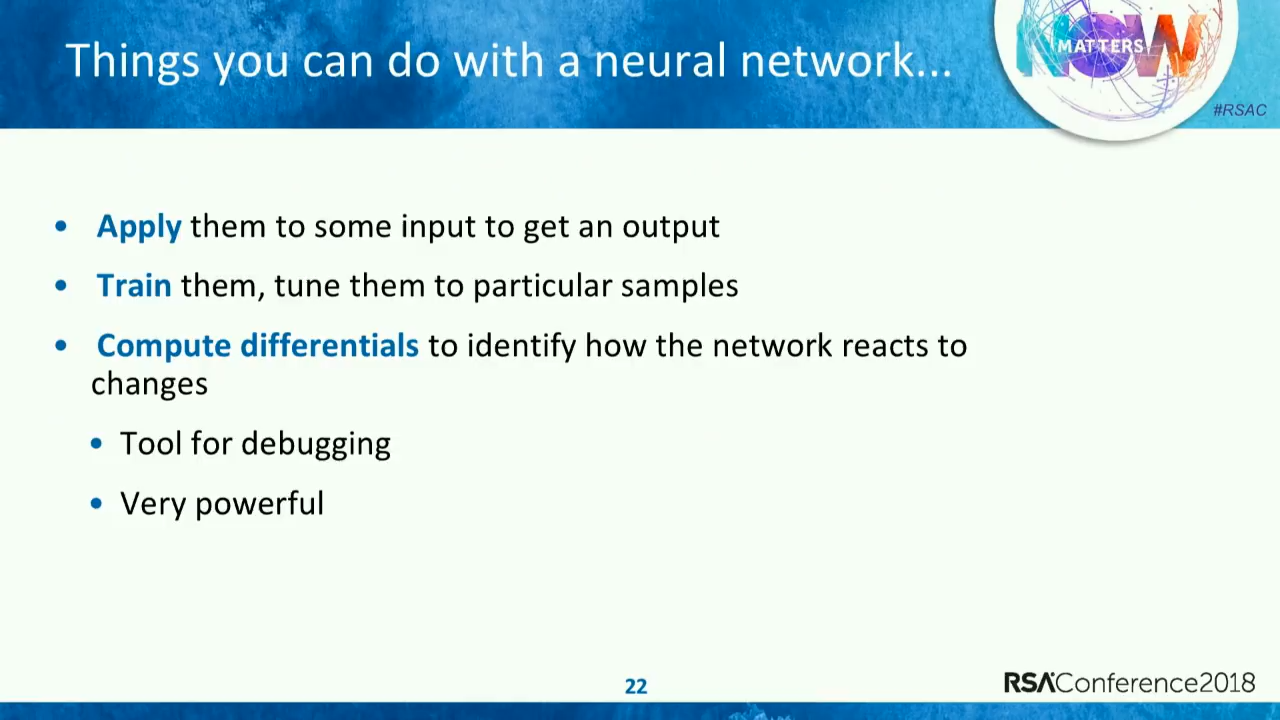 Things you can do with a neural network...
NOW
MATTERS
#RSAC
• Apply them to some input to get an output
• Train them, tune them to particular samples
• Compute differentials to identify how the network reacts to
changes
• Tool for debugging
• Very powerful
22
RSAConference2018